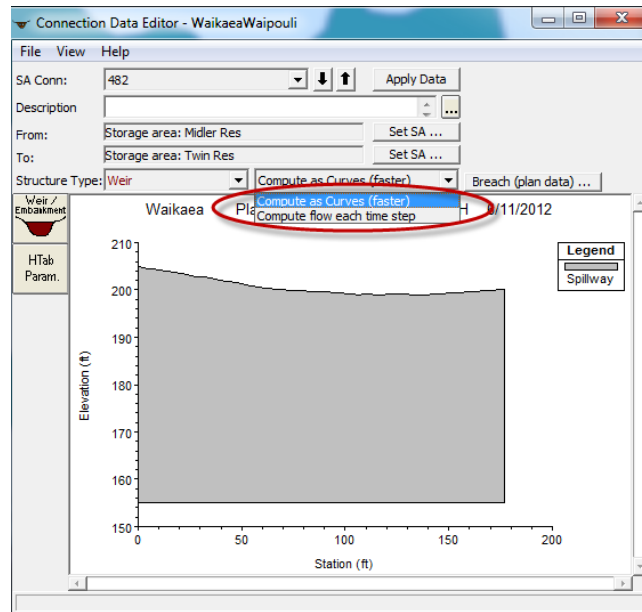 Connection Data Editor - WaikaeaWaipouli
File View Help
SA Conn: 482 Apply Data
Description ...
From: Storage area: Midler Res Set SA ...
To: Storage area: Twin Res Set SA ...
Structure Type: Weir Compute as Curves (faster) Breach (plan data) ...
Weir / Embankment
HTab Param.
Waikaea
Compute as Curves (faster)
Compute flow each time step
/11/2012
Legend
Spillway
210
200
190
180
170
160
150
Elevation (ft)
0 50 100 150 200
Station (ft)